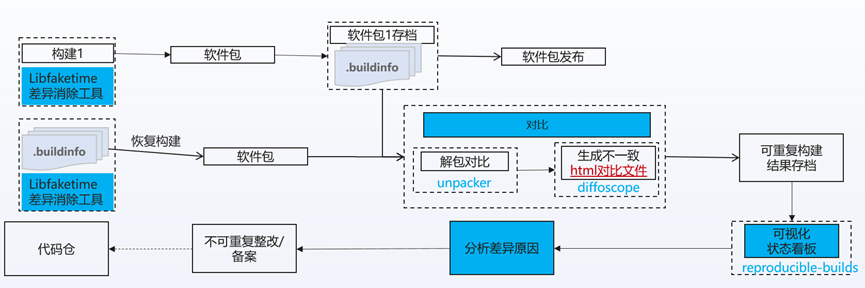 构建1
Libfaketime
差异消除工具
软件包
软件包1存档
.buildinfo
软件包发布
.buildinfo
Libfaketime
差异消除工具
恢复构建
软件包
对比
解包对比
unpacker
生成不一致
html对比文件
diffoscope
可重复构建
结果存档
代码仓
不可重复整改/
备案
分析差异原因
可视化
状态看板
reproducible-builds